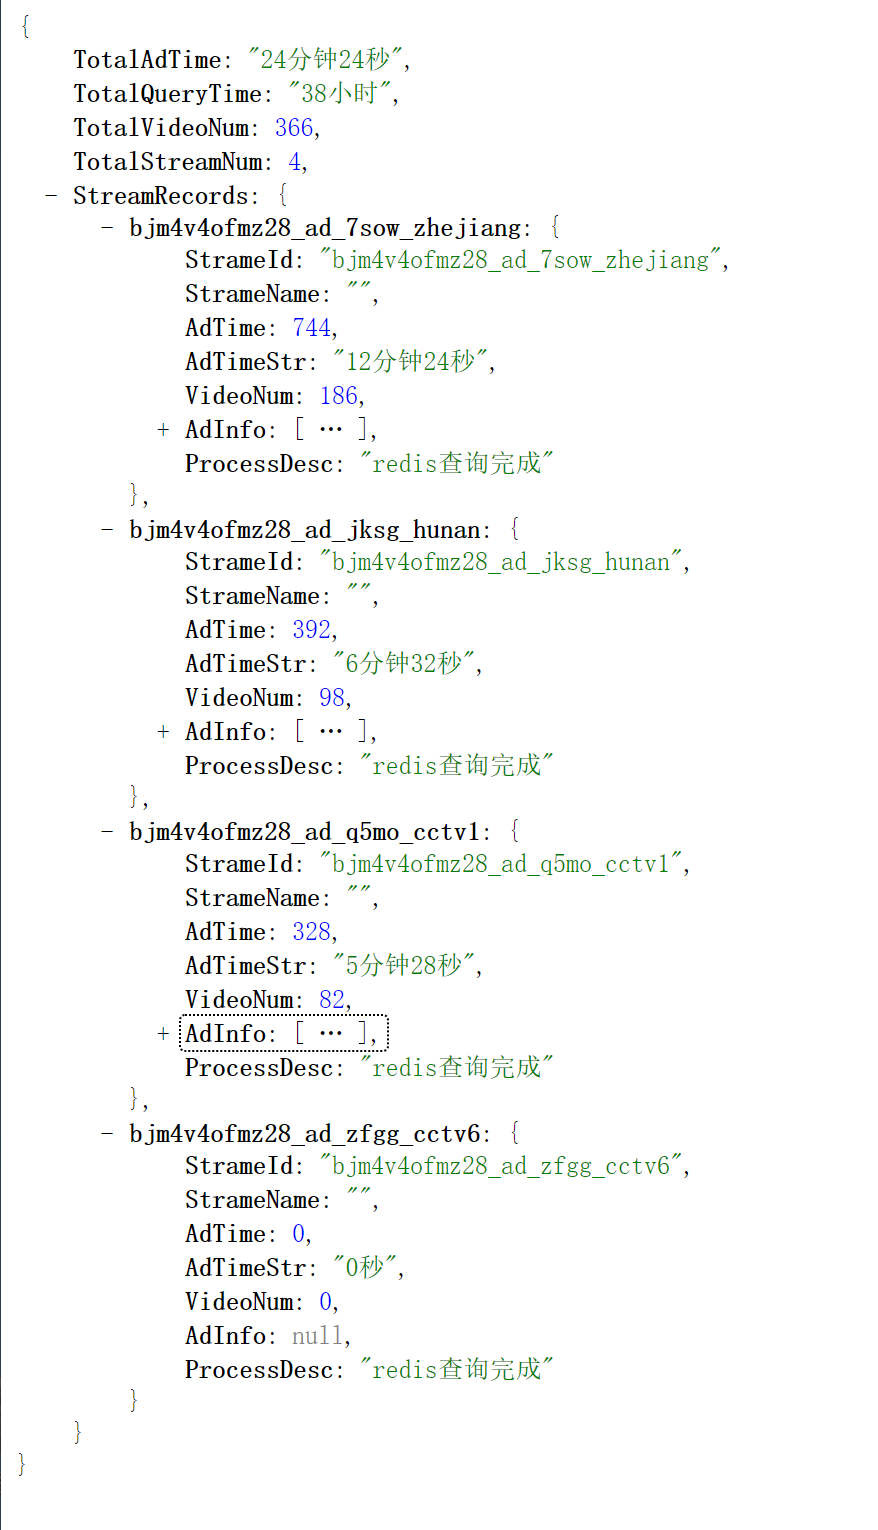 {
TotalAdTime: "24分钟24秒",
TotalQueryTime: "38小时",
TotalVideoNum: 366,
TotalStreamNum: 4,
- StreamRecords: {
- bjm4v4ofmz28_ad_7sow_zhejiang: {
StrameId: "bjm4v4ofmz28_ad_7sow_zhejiang",
StrameName: "",
AdTime: 744,
AdTimeStr: "12分钟24秒",
VideoNum: 186,
+ AdInfo: [ ⋯ ],
ProcessDesc: "redis查询完成"
},
- bjm4v4ofmz28_ad_jksg_hunan: {
StrameId: "bjm4v4ofmz28_ad_jksg_hunan",
StrameName: "",
AdTime: 392,
AdTimeStr: "6分钟32秒",
VideoNum: 98,
+ AdInfo: [ ⋯ ],
ProcessDesc: "redis查询完成"
},
- bjm4v4ofmz28_ad_q5mo_cctv1: {
StrameId: "bjm4v4ofmz28_ad_q5mo_cctv1",
StrameName: "",
AdTime: 328,
AdTimeStr: "5分钟28秒",
VideoNum: 82,
+ AdInfo: [ ⋯ ],
ProcessDesc: "redis查询完成"
},
- bjm4v4ofmz28_ad_zfgg_cctv6: {
StrameId: "bjm4v4ofmz28_ad_zfgg_cctv6",
StrameName: "",
AdTime: 0,
AdTimeStr: "0秒",
VideoNum: 0,
AdInfo: null,
ProcessDesc: "redis查询完成"
}
}
}